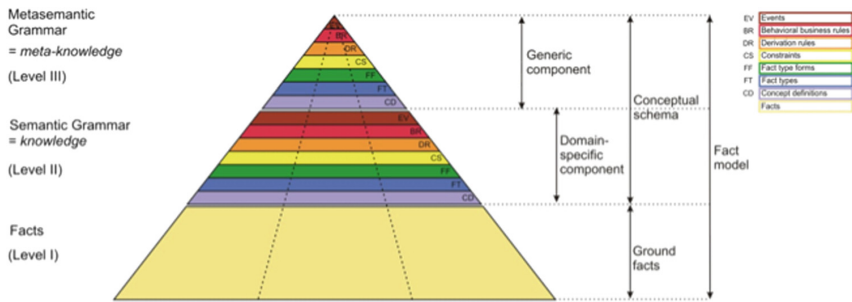 Metasemantic
Grammar
= meta-knowledge
(Level III)
Semantic Grammar
= knowledge
(Level II)
Facts
(Level I)
EV
BR
DR
CS
FF
FT
CD
EV
BR
DR
CS
FF
FT
CD
Generic
component
Domain-
specific
component
Conceptual
schema
Ground
facts
Fact
model
EV Events
BR Behavioral business rules
DR Derivation rules
CS Constraints
FF Fact type forms
FT Fact types
CD Concept definitions
Facts